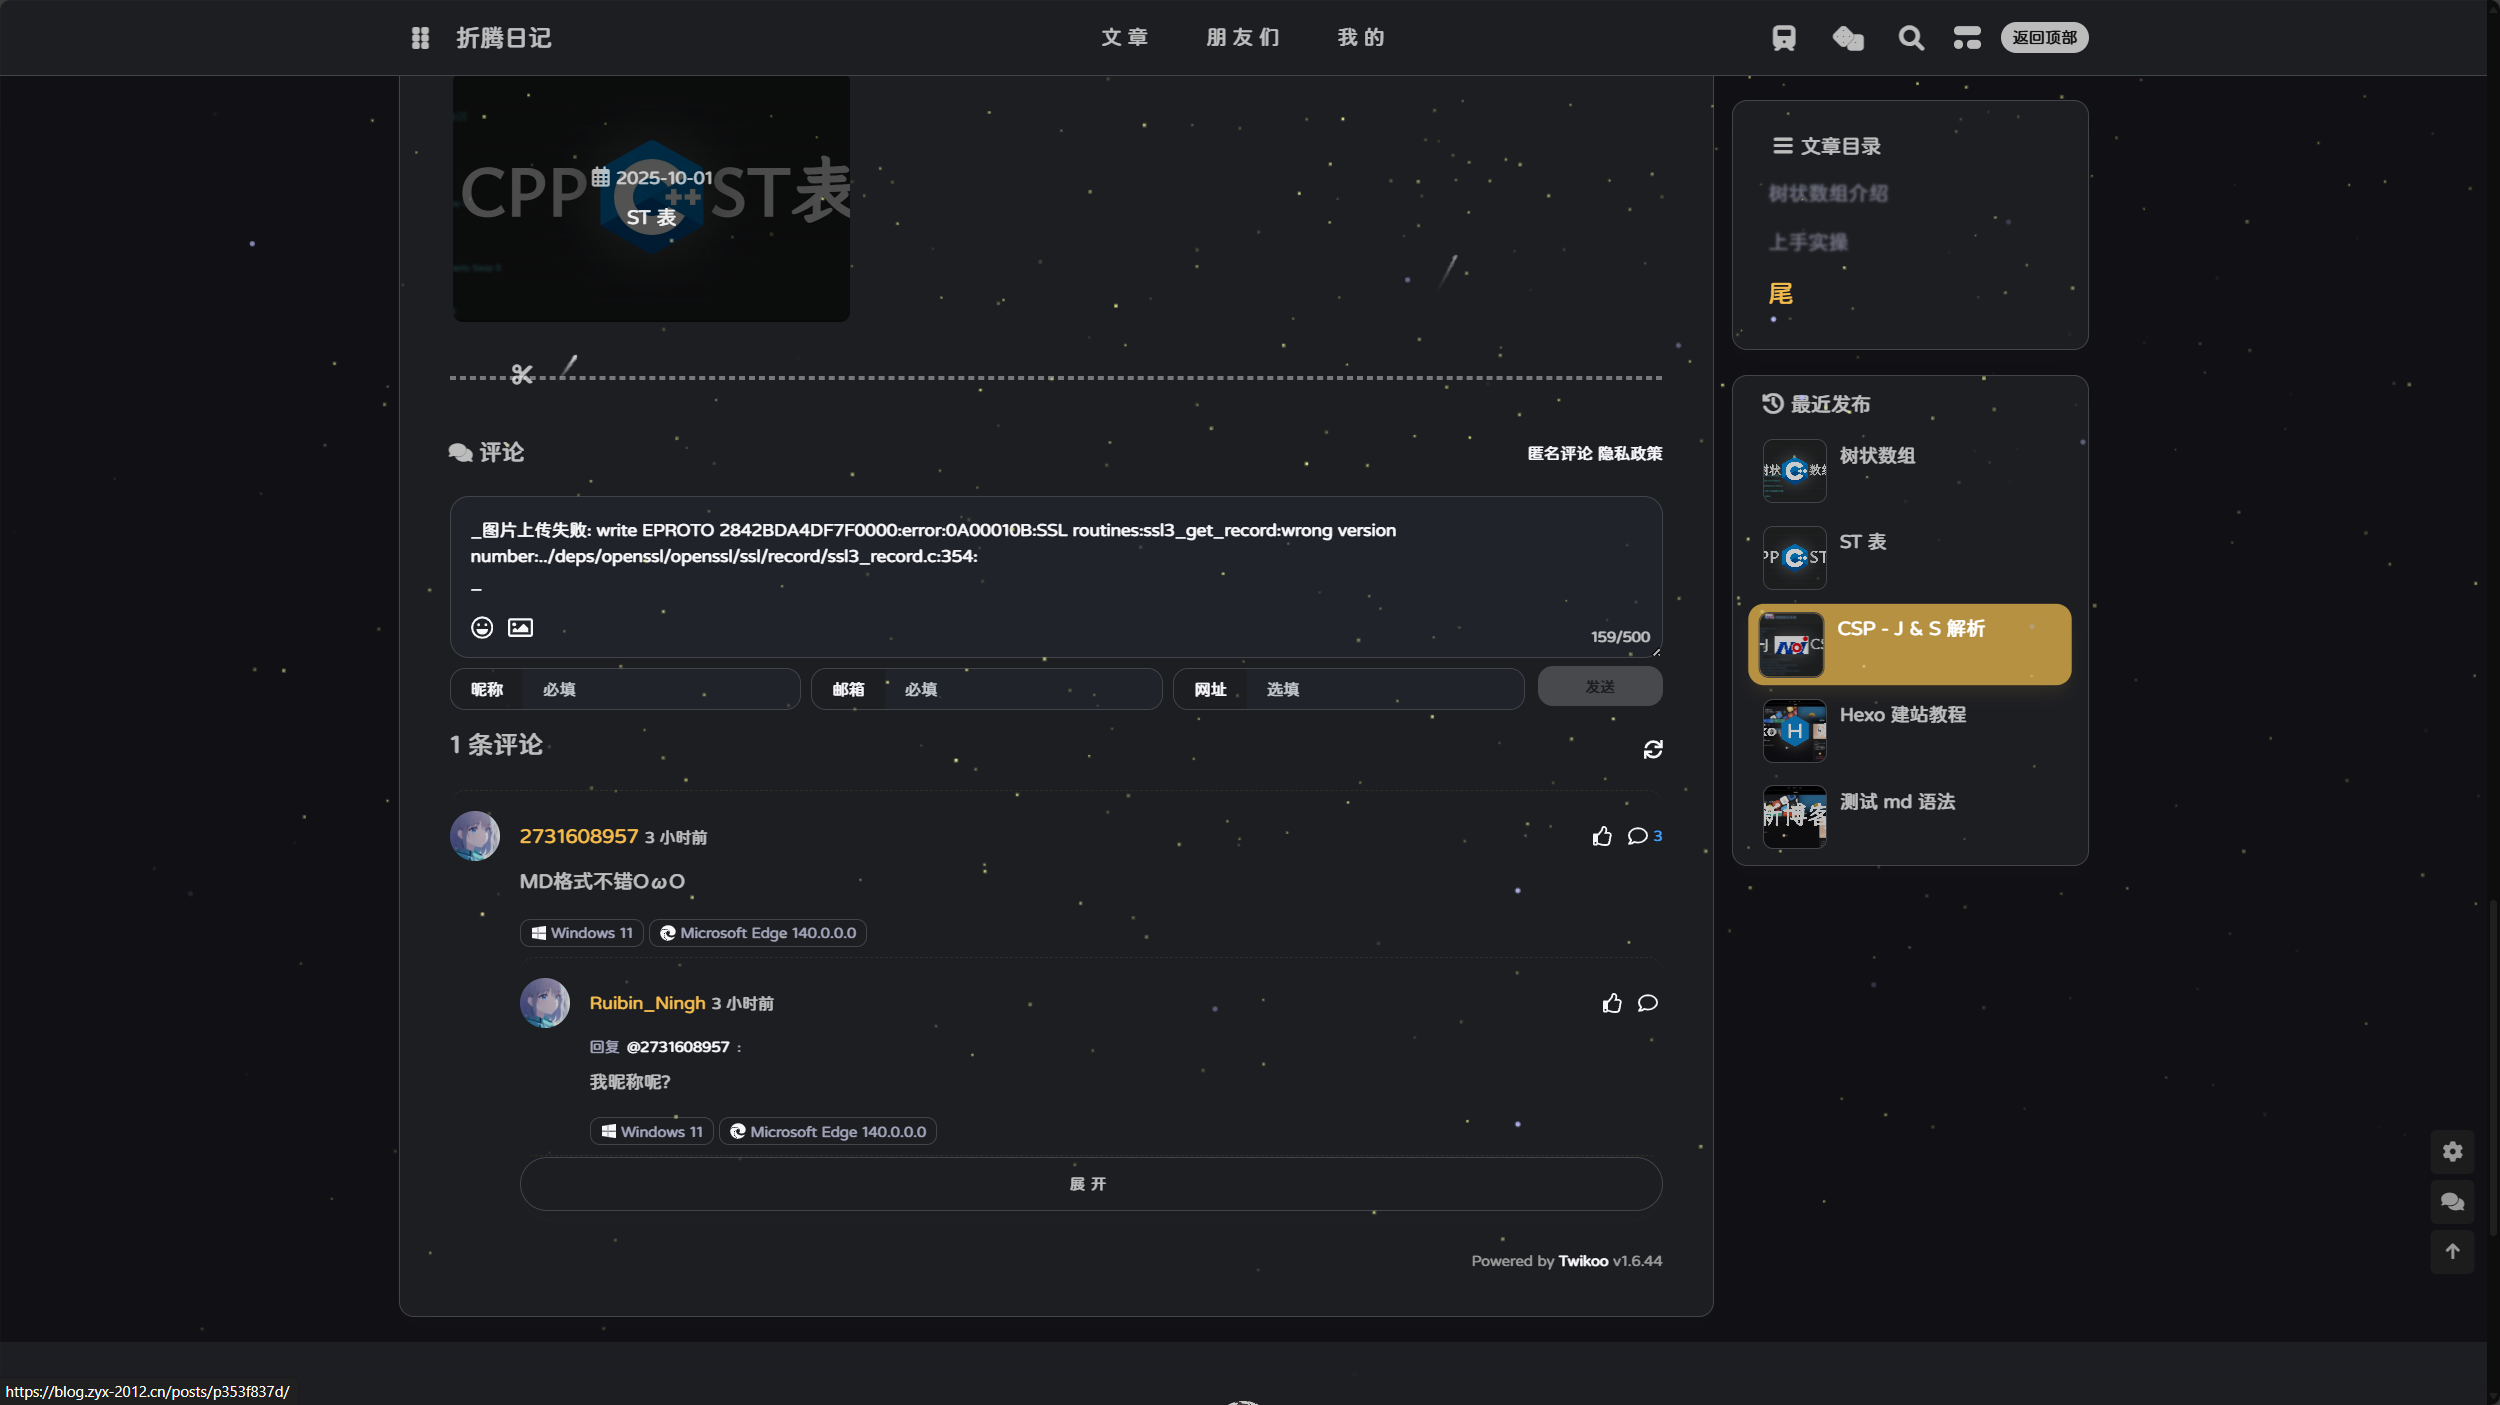 折腾日记
文章
朋友们
我的
返回顶部
CPP
ST表
2025-10-01
ST 表
评论
匿名评论 隐私政策
_图片上传失败: write EPROTO 2842BDA4DF7F0000:error:0A00010B:SSL routines:ssl3_get_record:wrong version
number:../deps/openssl/openssl/ssl/record/ssl3_record.c:354:
_
159/500
昵称
必填
邮箱
必填
网址
选填
发送
1 条评论
2731608957 3 小时前
3
MD格式不错OωO
Windows 11
Microsoft Edge 140.0.0.0
Ruibin_Ningh 3 小时前
回复 @2731608957 :
我昵称呢?
Windows 11
Microsoft Edge 140.0.0.0
展开
Powered by Twikoo v1.6.44
文章目录
树状数组介绍
上手实操
尾
最近发布
树状数组
ST 表
CSP - J & S 解析
Hexo 建站教程
测试 md 语法
https://blog.zyx-2012.cn/posts/p353f837d/